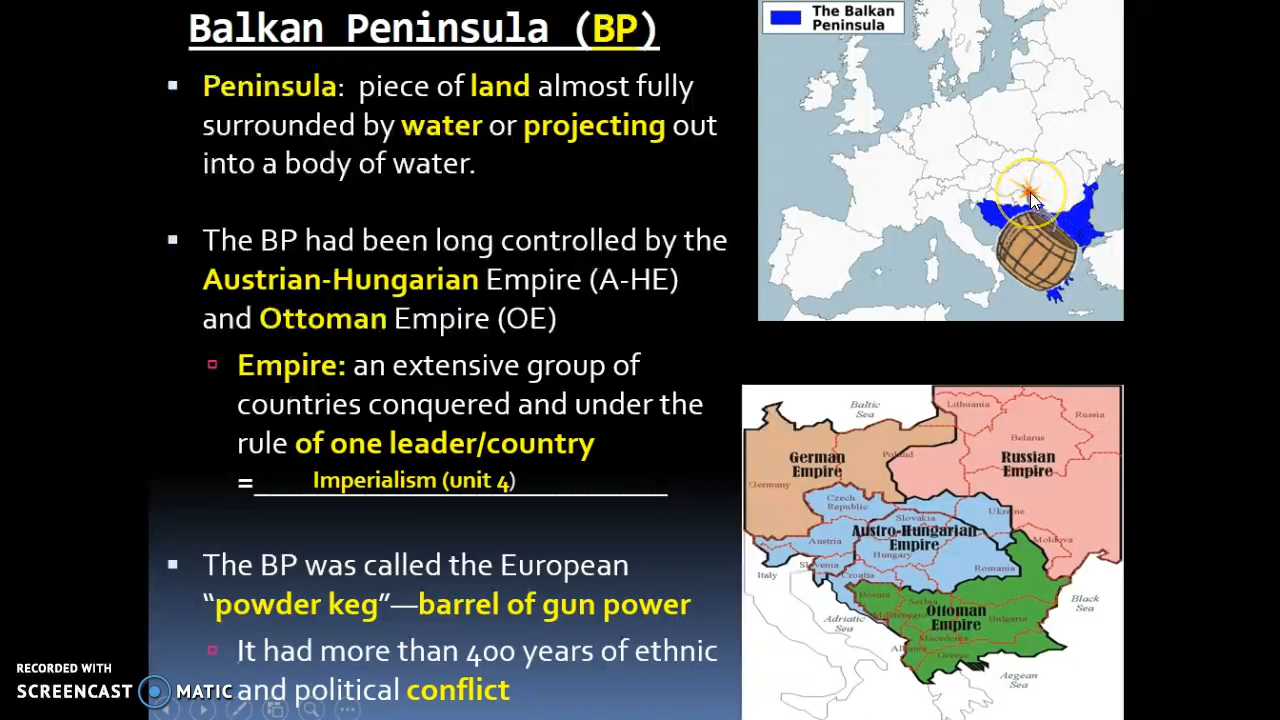 Balkan Peninsula (BP)
Peninsula: piece of land almost fully
surrounded by water or projecting out
into a body of water.
The BP had been long controlled by the
Austrian-Hungarian Empire (A-HE)
and Ottoman Empire (OE)
Empire: an extensive group of
countries conquered and under the
rule of one leader/country
=____Imperialism (unit 4)____
The BP was called the European
“powder keg”—barrel of gun power
It had more than 400 years of ethnic
and political conflict
The Balkan
Peninsula
Baltic
Sea
Lithuania
Russia
Belarus
German
Empire
Poland
Russian
Empire
Germany
Czech
Republic
Slovakia
Ukraine
Austro-Hungarian
Empire
Austria
Hungary
Moldova
Italy
Slovenia
Croatia
Romania
Bosnia
Serbia
Black
Sea
Ottoman
Empire
Montenegro
Bulgaria
Adriatic
Sea
Macedonia
Albania
Greece
Aegean
Sea
RECORDED WITH
SCREENCAST MATIC